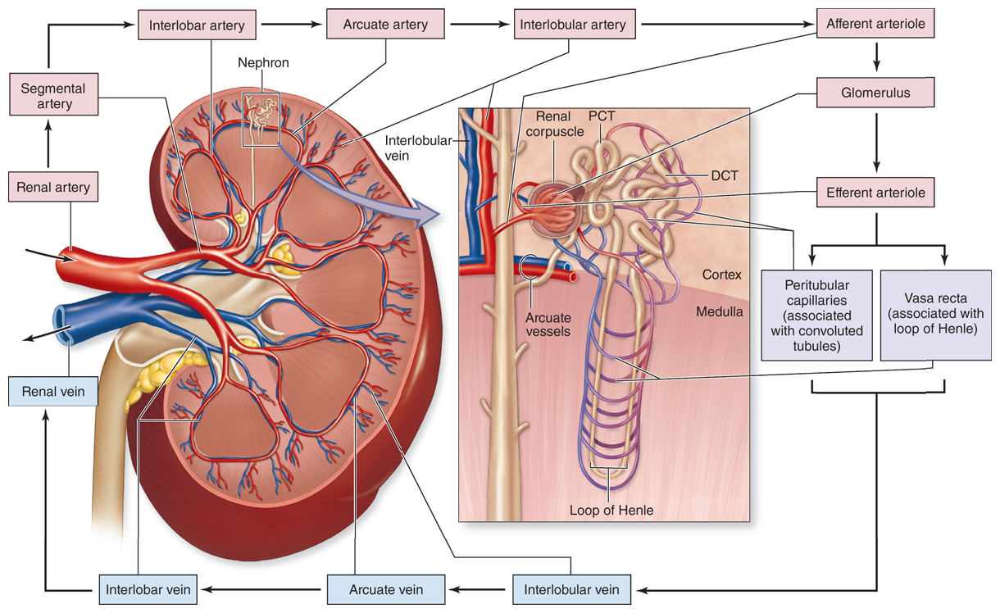 Interlobar artery
Arcuate artery
Interlobular artery
Afferent arteriole
Nephron
Segmental
artery
Glomerulus
Renal
corpuscle
PCT
Interlobular
vein
DCT
Renal artery
Efferent arteriole
Cortex
Medulla
Peritubular
capillaries
(associated
with convoluted
tubules)
Vasa recta
(associated with
loop of Henle)
Arcuate
vessels
Renal vein
Loop of Henle
Interlobar vein
Arcuate vein
Interlobular vein